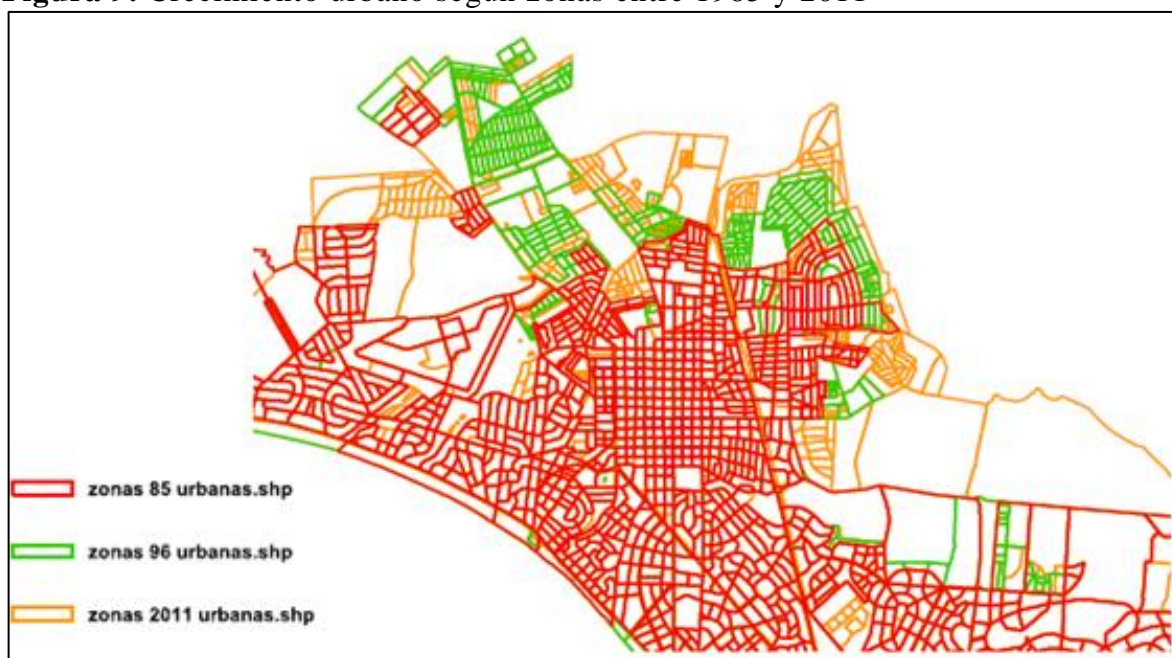 Figura 9. Crecimiento urbano según zonas entre 1985 y 2011
zonas 85 urbanas.shp
zonas 96 urbanas.shp
zonas 2011 urbanas.shp